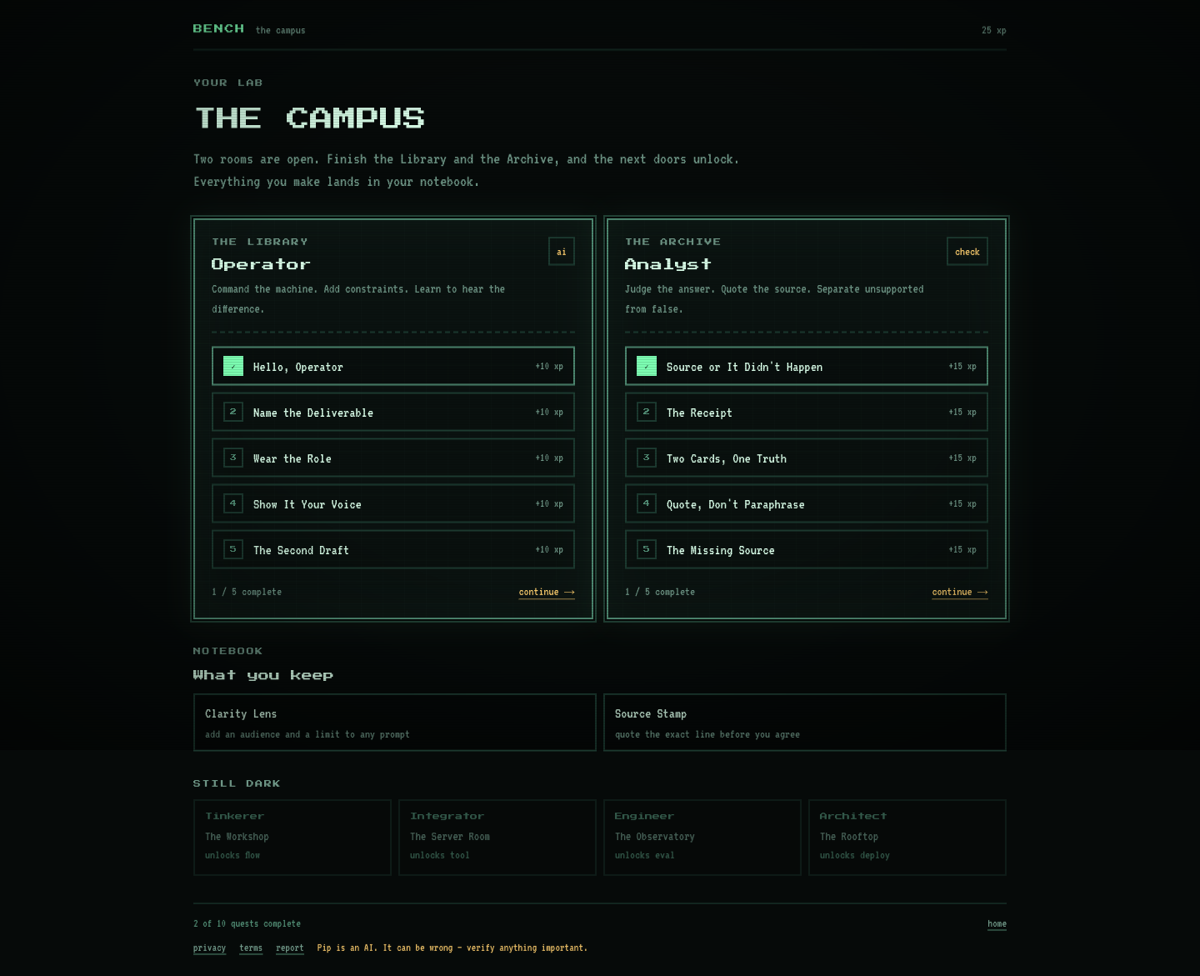 BENCH the campus 25 xp
YOUR LAB
THE CAMPUS
Two rooms are open. Finish the Library and the Archive, and the next doors unlock.
Everything you make lands in your notebook.
THE LIBRARY
Operator
ai
Command the machine. Add constraints. Learn to hear the
difference.
✓ Hello, Operator +10 xp
2 Name the Deliverable +10 xp
3 Wear the Role +10 xp
4 Show It Your Voice +10 xp
5 The Second Draft +10 xp
1 / 5 complete continue →
THE ARCHIVE
Analyst
check
Judge the answer. Quote the source. Separate unsupported
from false.
✓ Source or It Didn't Happen +15 xp
2 The Receipt +15 xp
3 Two Cards, One Truth +15 xp
4 Quote, Don't Paraphrase +15 xp
5 The Missing Source +15 xp
1 / 5 complete continue →
NOTEBOOK
What you keep
Clarity Lens
add an audience and a limit to any prompt
Source Stamp
quote the exact line before you agree
STILL DARK
Tinkerer
The Workshop
unlocks flow
Integrator
The Server Room
unlocks tool
Engineer
The Observatory
unlocks eval
Architect
The Rooftop
unlocks deploy
2 of 10 quests complete home
privacy terms report Pip is an AI. It can be wrong – verify anything important.